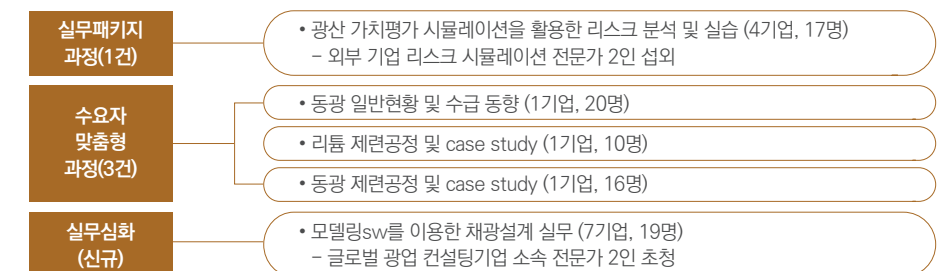 실무패키지
과정(1건)
• 광산 가치평가 시뮬레이션을 활용한 리스크 분석 및 실습 (4기업, 17명)
– 외부 기업 리스크 시뮬레이션 전문가 2인 섭외
수요자
맞춤형
과정(3건)
• 동광 일반현황 및 수급 동향 (1기업, 20명)
• 리튬 제련공정 및 case study (1기업, 10명)
• 동광 제련공정 및 case study (1기업, 16명)
실무심화
(신규)
• 모델링sw를 이용한 채광설계 실무 (7기업, 19명)
– 글로벌 광업 컨설팅기업 소속 전문가 2인 초청